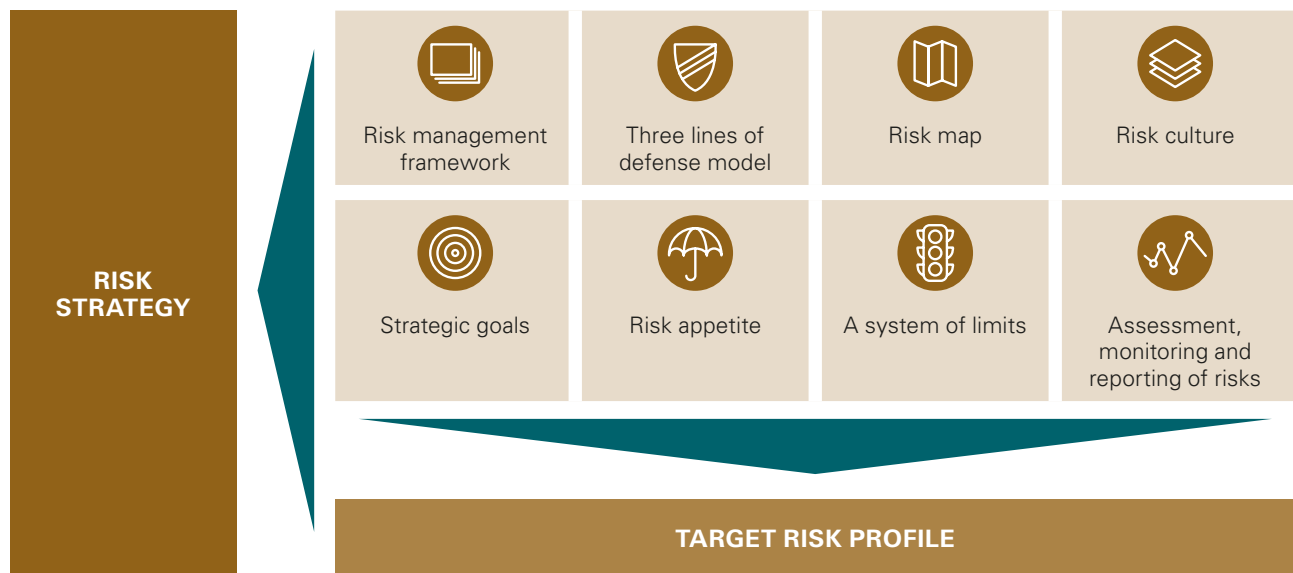 RISK
STRATEGY
Risk management
framework
Three lines of
defense model
Risk map
Risk culture
Strategic goals
Risk appetite
A system of limits
Assessment,
monitoring and
reporting of risks
TARGET RISK PROFILE